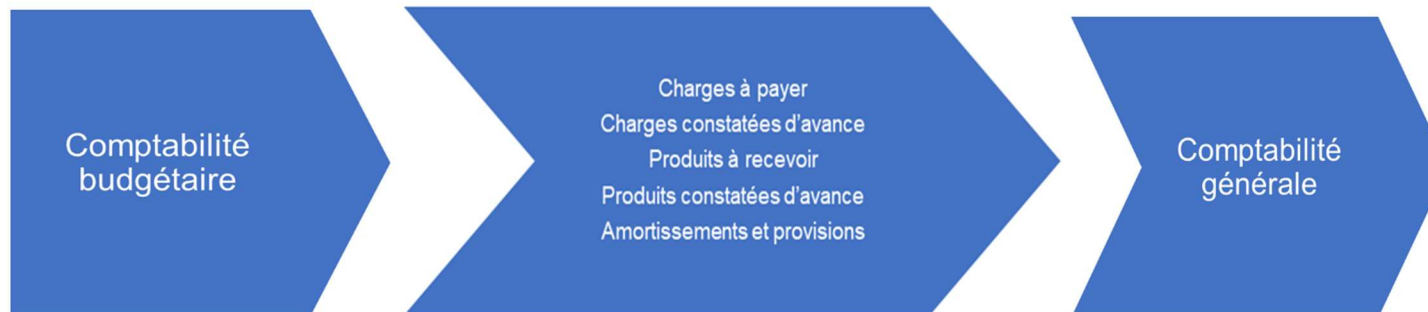 Comptabilité
budgétaire
Charges à payer
Charges constatées d’avance
Produits à recevoir
Produits constatées d’avance
Amortissements et provisions
Comptabilité
générale